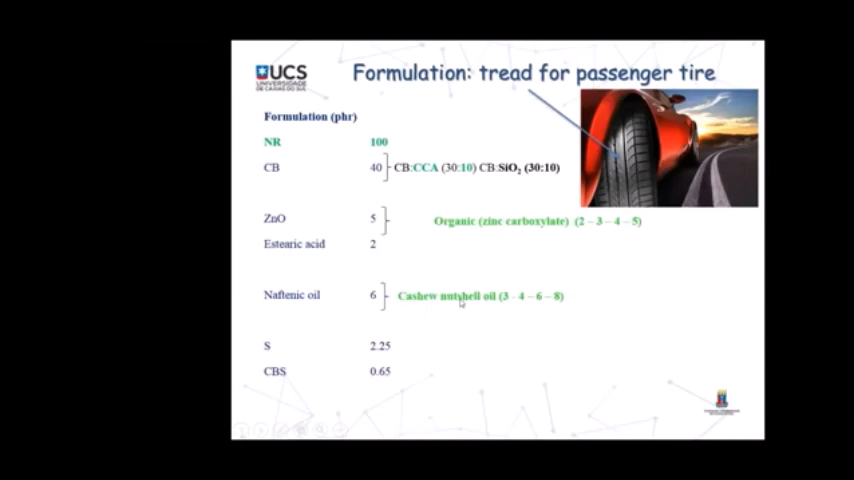 UCS
UNIVERSIDADE
DE CAXIAS DO SUL
Formulation: tread for passenger tire
Formulation (phr)
NR 100
CB 40 CB:CCA (30:10) CB:SiO₂ (30:10)
ZnO 5 Organic (zinc carboxylate) (2 – 3 – 4 – 5)
Estearic acid 2
Naftenic oil 6 Cashew nutshell oil (3 - 4 – 6 – 8)
S 2.25
CBS 0.65